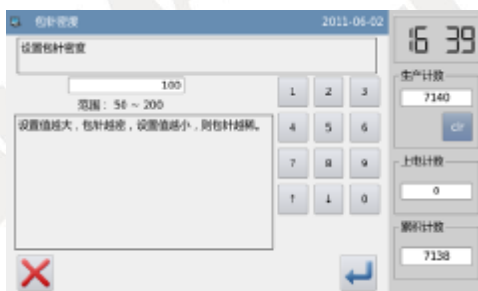 包针密度 2011-06-02
设置包针密度
100
范围: 50 ~ 200
设置值越大，包针越密，设置值越小，则包针越稀。
1 2 3
4 5 6
7 8 9
↑ ↓ 0
16 39
生产计数
7140
clr
上电计数
0
累积计数
7138